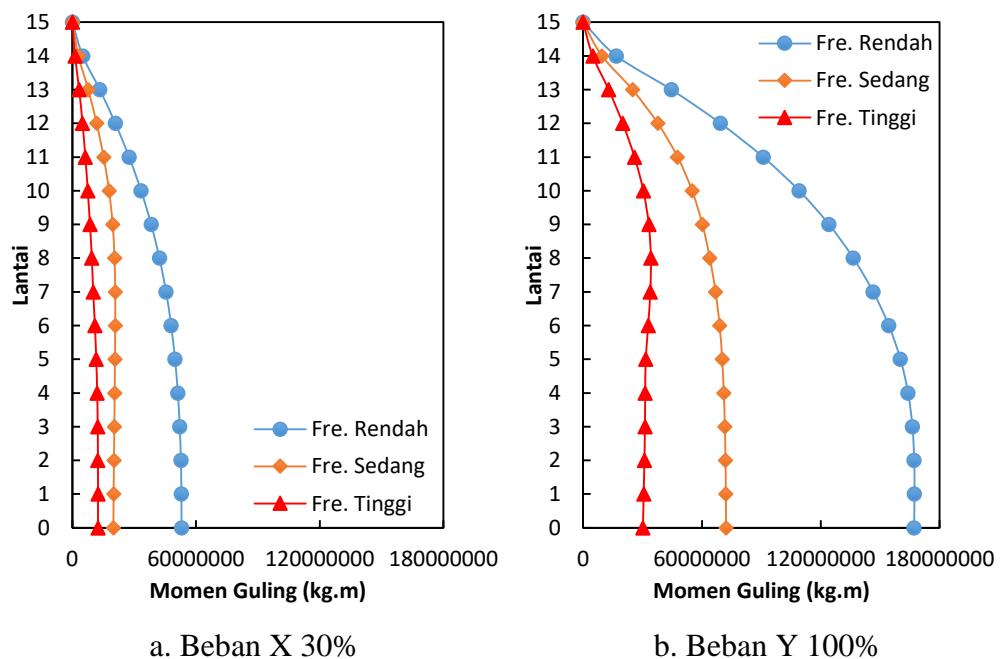 15
14
13
12
11
10
9
8
7
6
5
4
3
2
1
0
Lantai
Fre. Rendah
Fre. Sedang
Fre. Tinggi
0 60000000 120000000 180000000
Momen Guling (kg.m)
a. Beban X 30%
15
14
13
12
11
10
9
8
7
6
5
4
3
2
1
0
Lantai
Fre. Rendah
Fre. Sedang
Fre. Tinggi
0 60000000 120000000 180000000
Momen Guling (kg.m)
b. Beban Y 100%